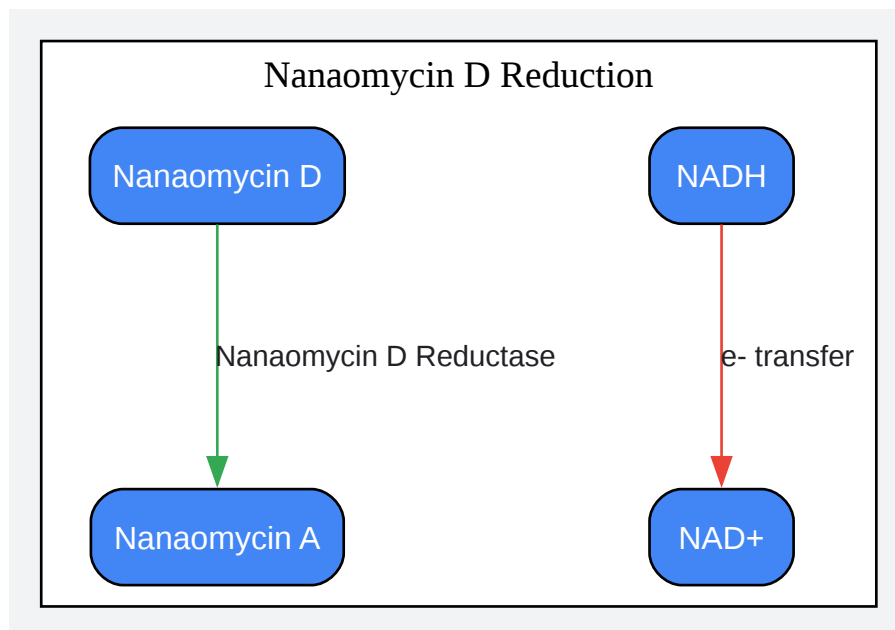 Nanaomycin D Reduction
Nanaomycin D
NADH
Nanaomycin D Reductase
e- transfer
Nanaomycin A
NAD+